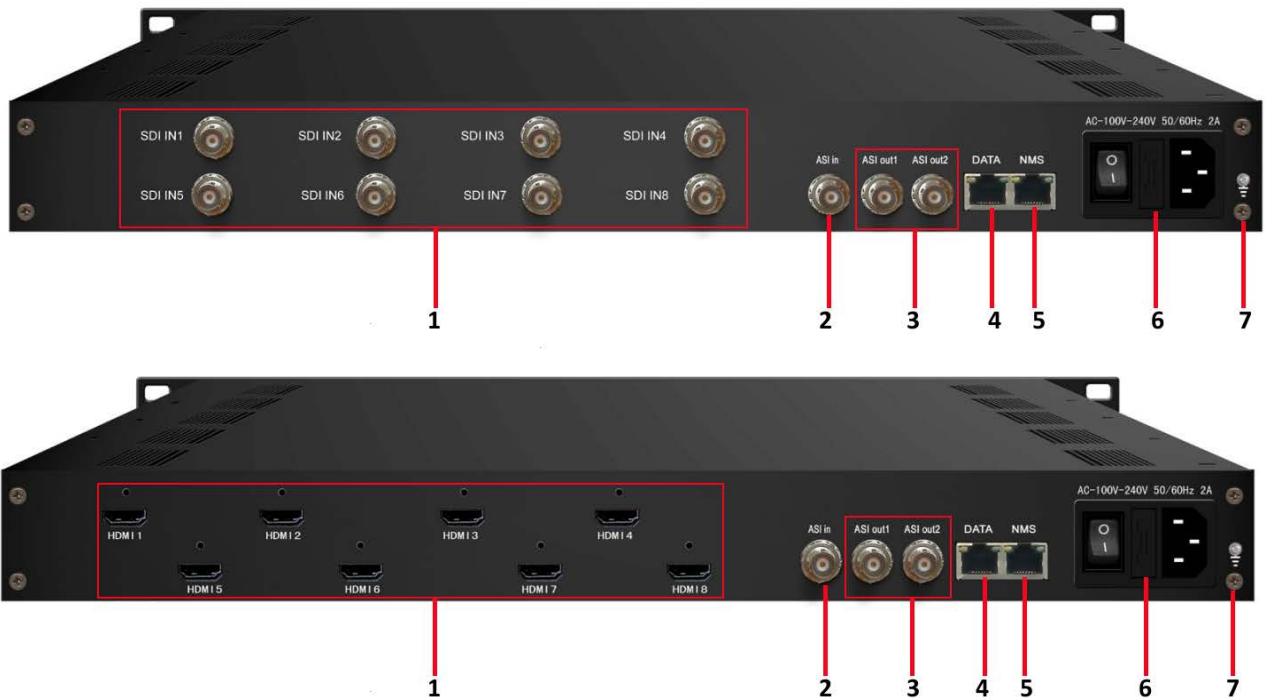 AC-100V-240V 50/60Hz 2A
SDI IN1 SDI IN2 SDI IN3 SDI IN4
ASI in ASI out1 ASI out2 DATA NMS
SDI IN5 SDI IN6 SDI IN7 SDI IN8
1 2 3 4 5 6 7
AC-100V-240V 50/60Hz 2A
HDMI 1 HDMI 2 HDMI 3 HDMI 4
ASI in ASI out1 ASI out2 DATA NMS
HDMI 5 HDMI 6 HDMI 7 HDMI 8
1 2 3 4 5 6 7